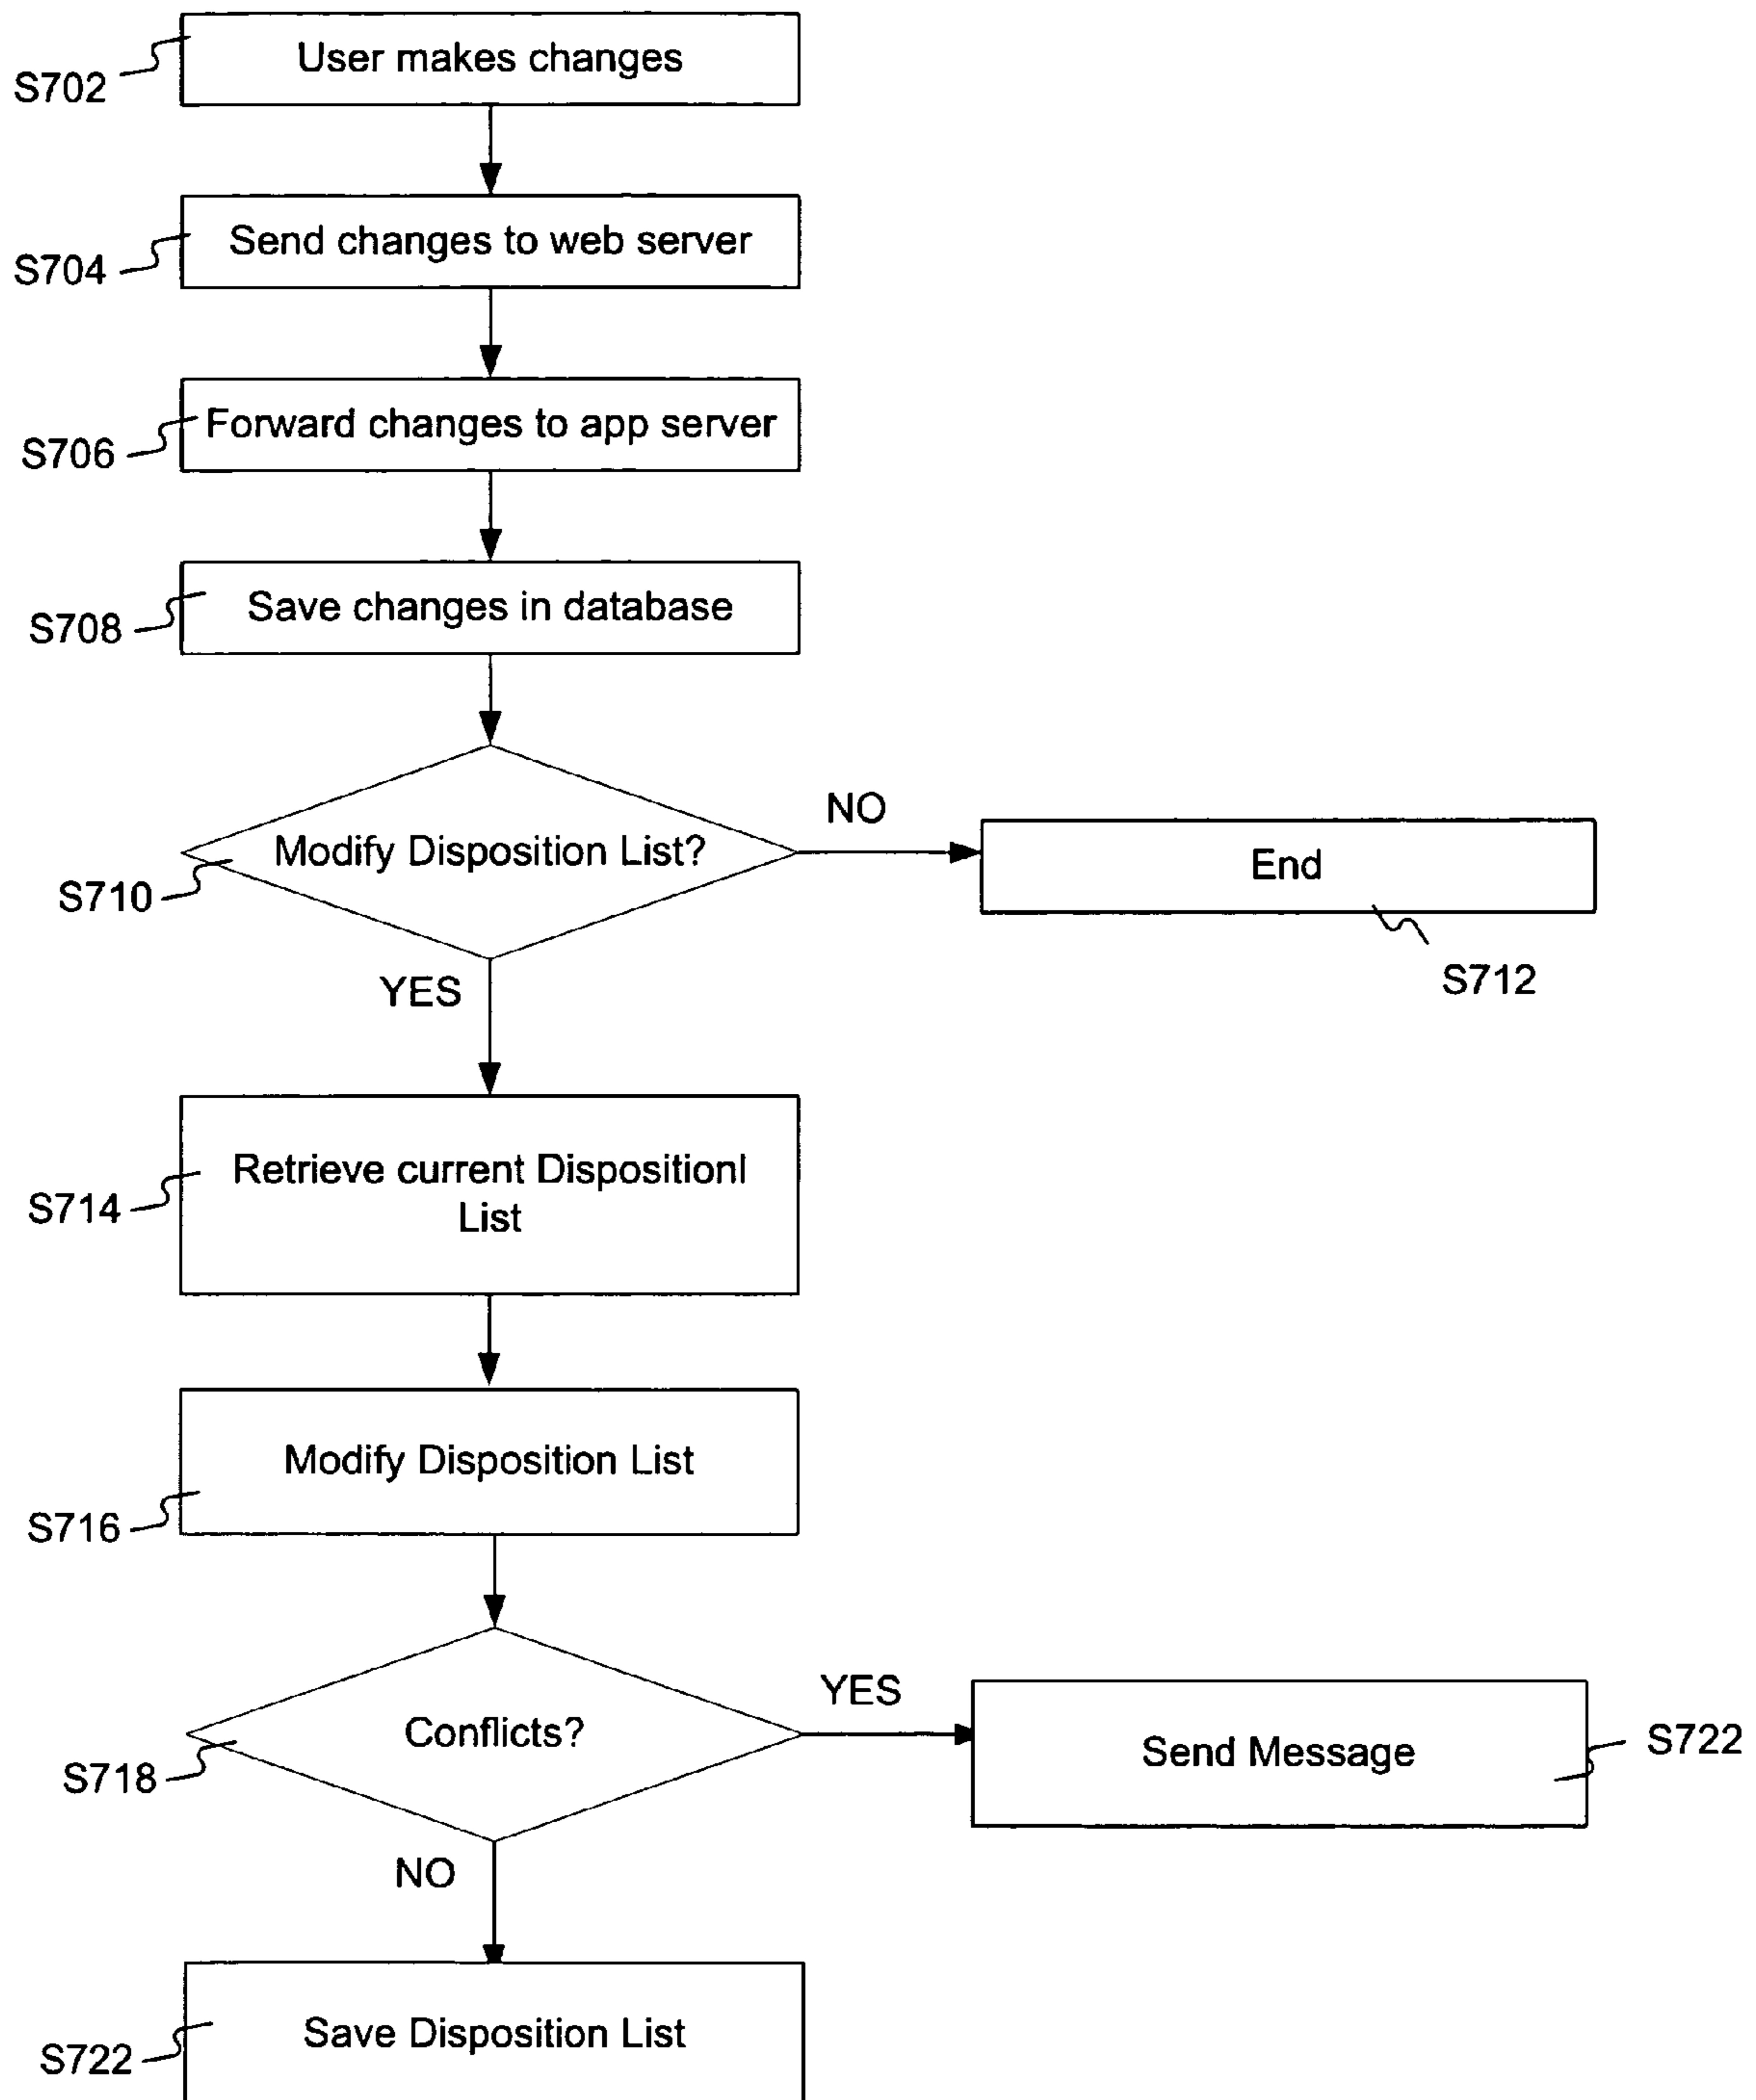 User makes changes
S702
Send changes to web server
S704
Forward changes to app server
S706
Save changes in database
S708
NO
Modify Disposition List?
End
S710
S712
YES
Retrieve current Dispositionl
List
S714
Modify Disposition List
S716
YES
Conflicts?
Send Message
S722
S718
NO
Save Disposition List
S722